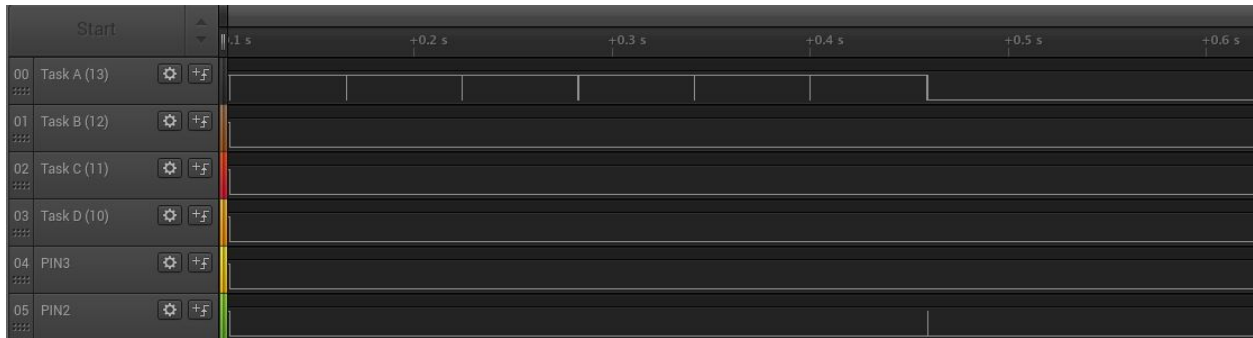 Start
.1 s +0.2 s +0.3 s +0.4 s +0.5 s +0.6 s
00 Task A (13)
01 Task B (12)
02 Task C (11)
03 Task D (10)
04 PIN3
05 PIN2